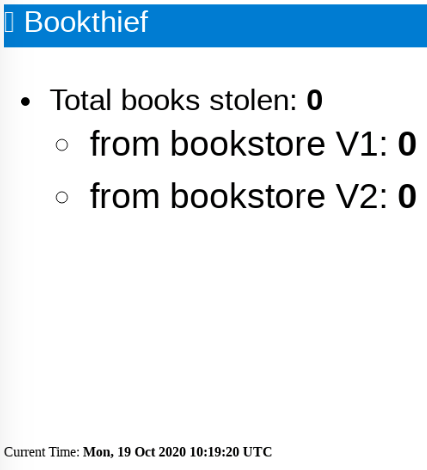 Bookthief
Total books stolen: 0
from bookstore V1: 0
from bookstore V2: 0
Current Time: Mon, 19 Oct 2020 10:19:20 UTC